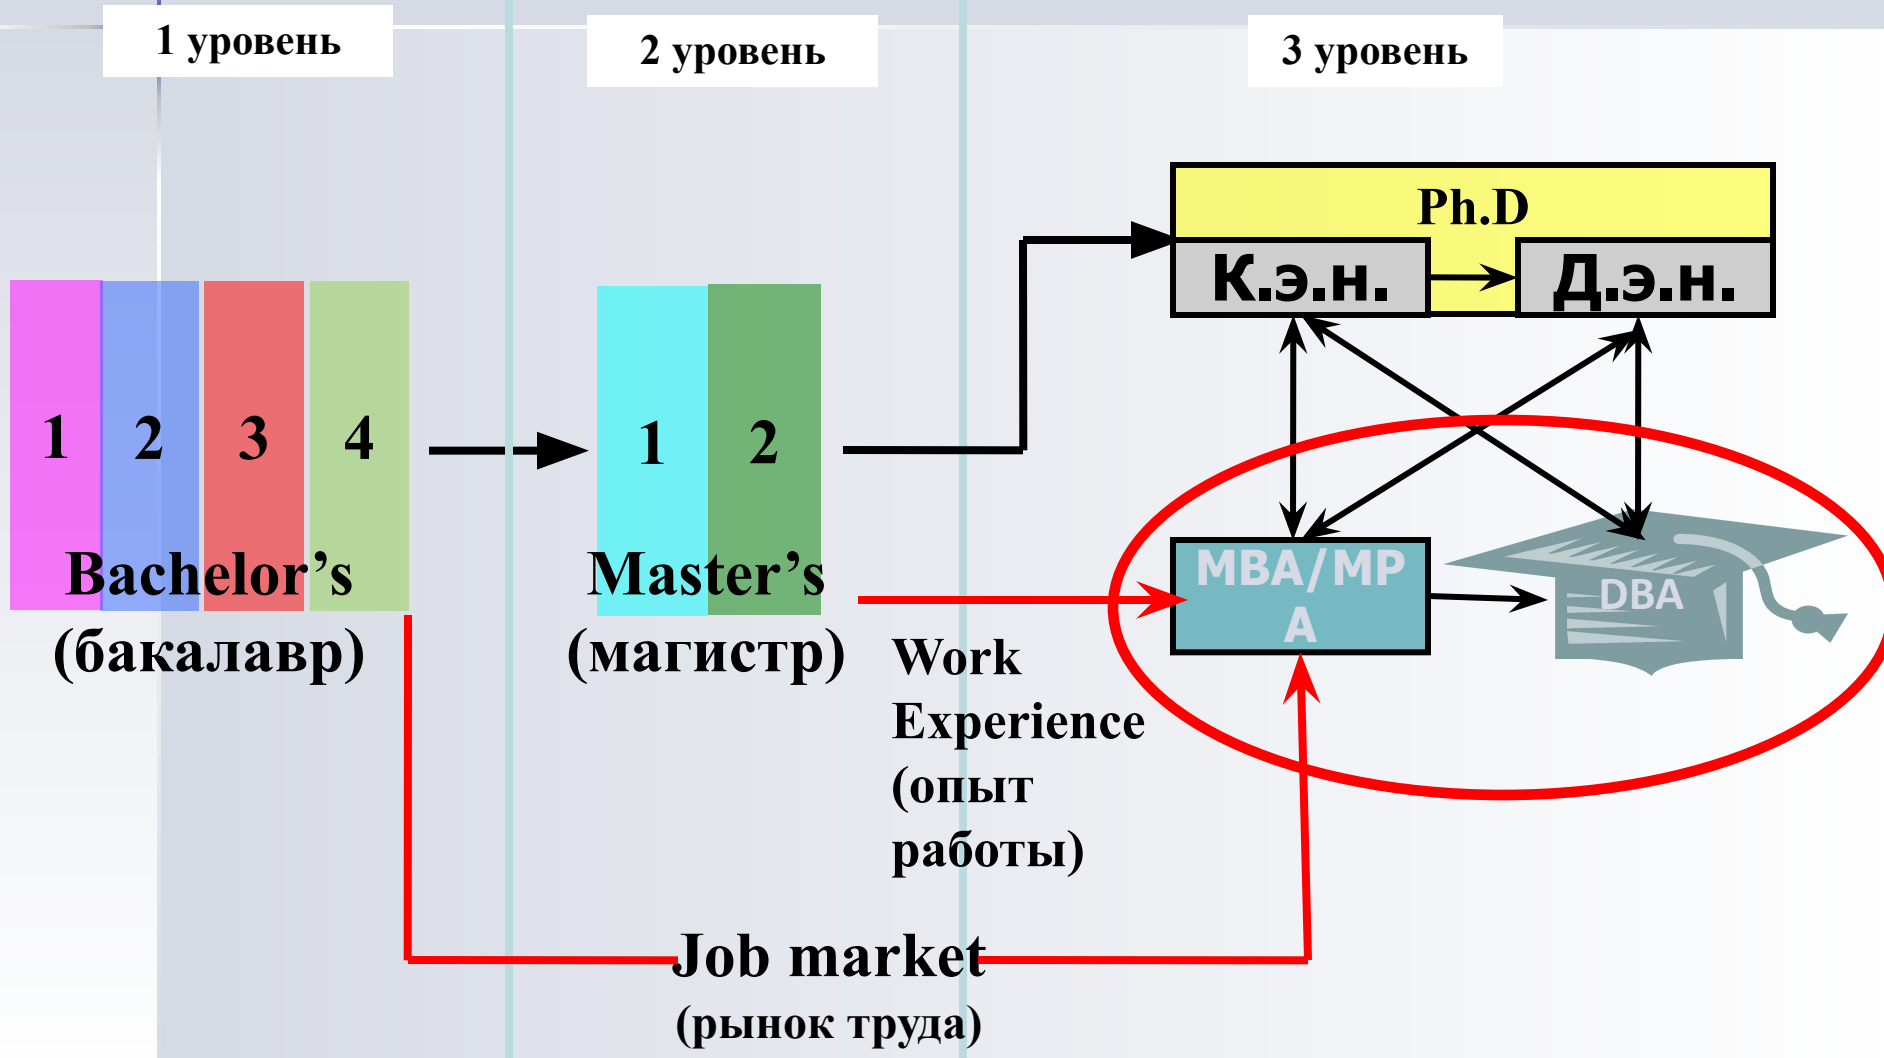 1 уровень
2 уровень
3 уровень
Ph.D
К.э.н.
Д.э.н.
1
2
3
4
Bachelor’s
(бакалавр)
1
2
Master’s
(магистр)
MBA/MP
A
DBA
Work
Experience
(опыт
работы)
Job market
(рынок труда)